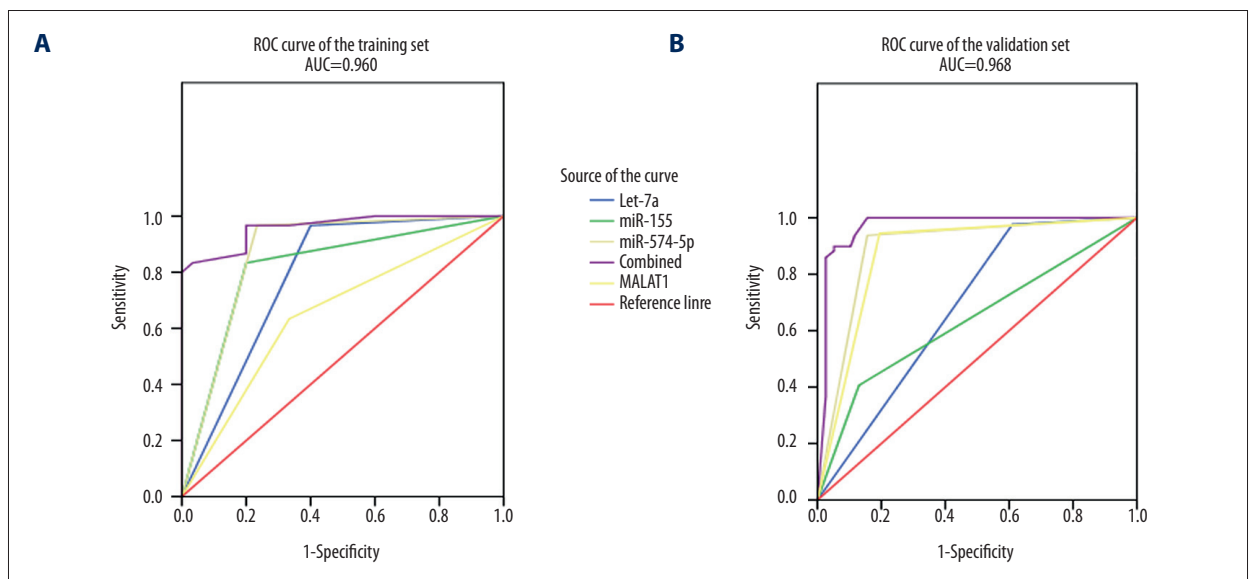 A
ROC curve of the training set
AUC=0.960
Sensitivity
1.0
0.8
0.6
0.4
0.2
0.0
0.0 0.2 0.4 0.6 0.8 1.0
1-Specificity
Source of the curve
Let-7a
miR-155
miR-574-5p
Combined
MALAT1
Reference linre
B
ROC curve of the validation set
AUC=0.968
Sensitivity
1.0
0.8
0.6
0.4
0.2
0.0
0.0 0.2 0.4 0.6 0.8 1.0
1-Specificity